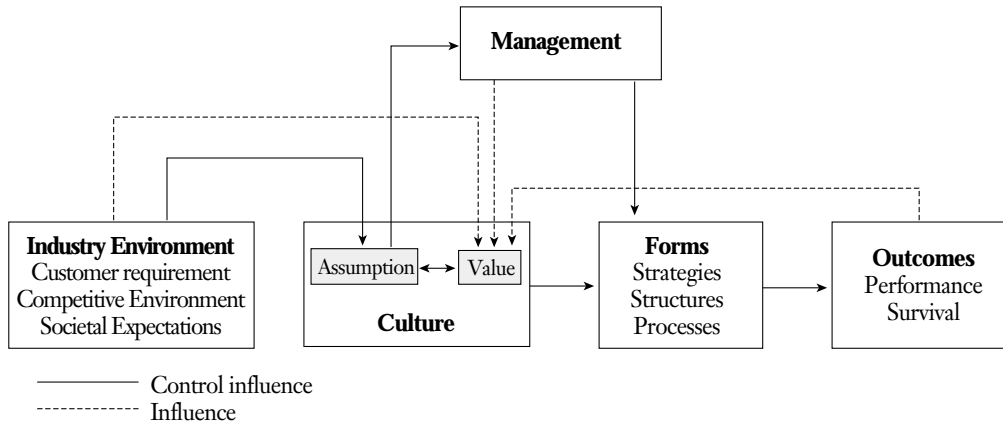 Management
Industry Environment
Customer requirement
Competitive Environment
Societal Expectations
Assumption
Value
Culture
Forms
Strategies
Structures
Processes
Outcomes
Performance
Survival
Control influence
Influence